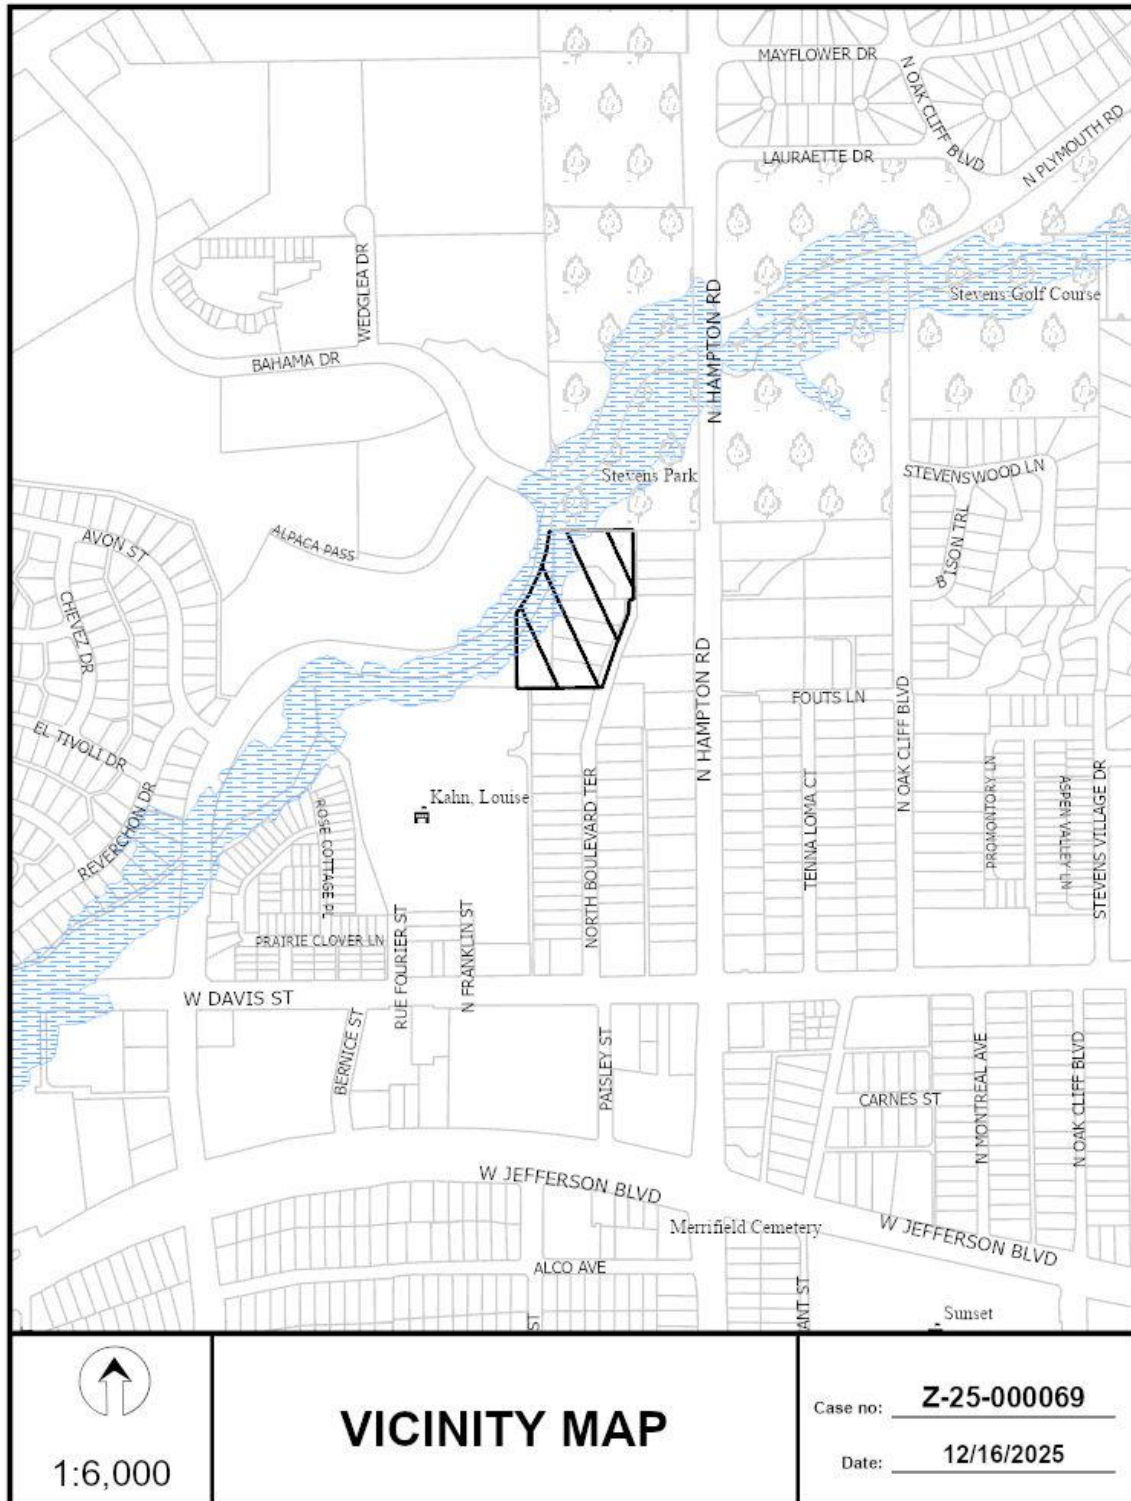 MAYFLOWER DR
N OAK CLIFF BLVD
N PLYMOUTH RD
LAURAETTE DR
WEDGLEA DR
Stevens Golf Course
N HAMPTON RD
BAHAMA DR
STEVENSWOOD LN
Stevens Park
BISON TRL
AVON ST
ALPACA PASS
CHEVEZ DR
N HAMPTON RD
FOUTS LN
N OAK CLIFF BLVD
EL TIVOLI DR
Kahn, Louise
NORTH BOULEVARD TER
TENNA LOMA CT
PROMONTORY LN
ASPEN VALLEY LN
STEVENS VILLAGE DR
REVERCHON DR
ROSE COTTAGE PL
PRAIRIE CLOVER LN
RUE FOURIER ST
N FRANKLIN ST
W DAVIS ST
BERNICE ST
PAISLEY ST
CARNES ST
N MONTREAL AVE
N OAK CLIFF BLVD
W JEFFERSON BLVD
Merrifield Cemetery
W JEFFERSON BLVD
ALCO AVE
ST
ANT ST
Sunset
1:6,000
VICINITY MAP
Case no: Z-25-000069
Date: 12/16/2025